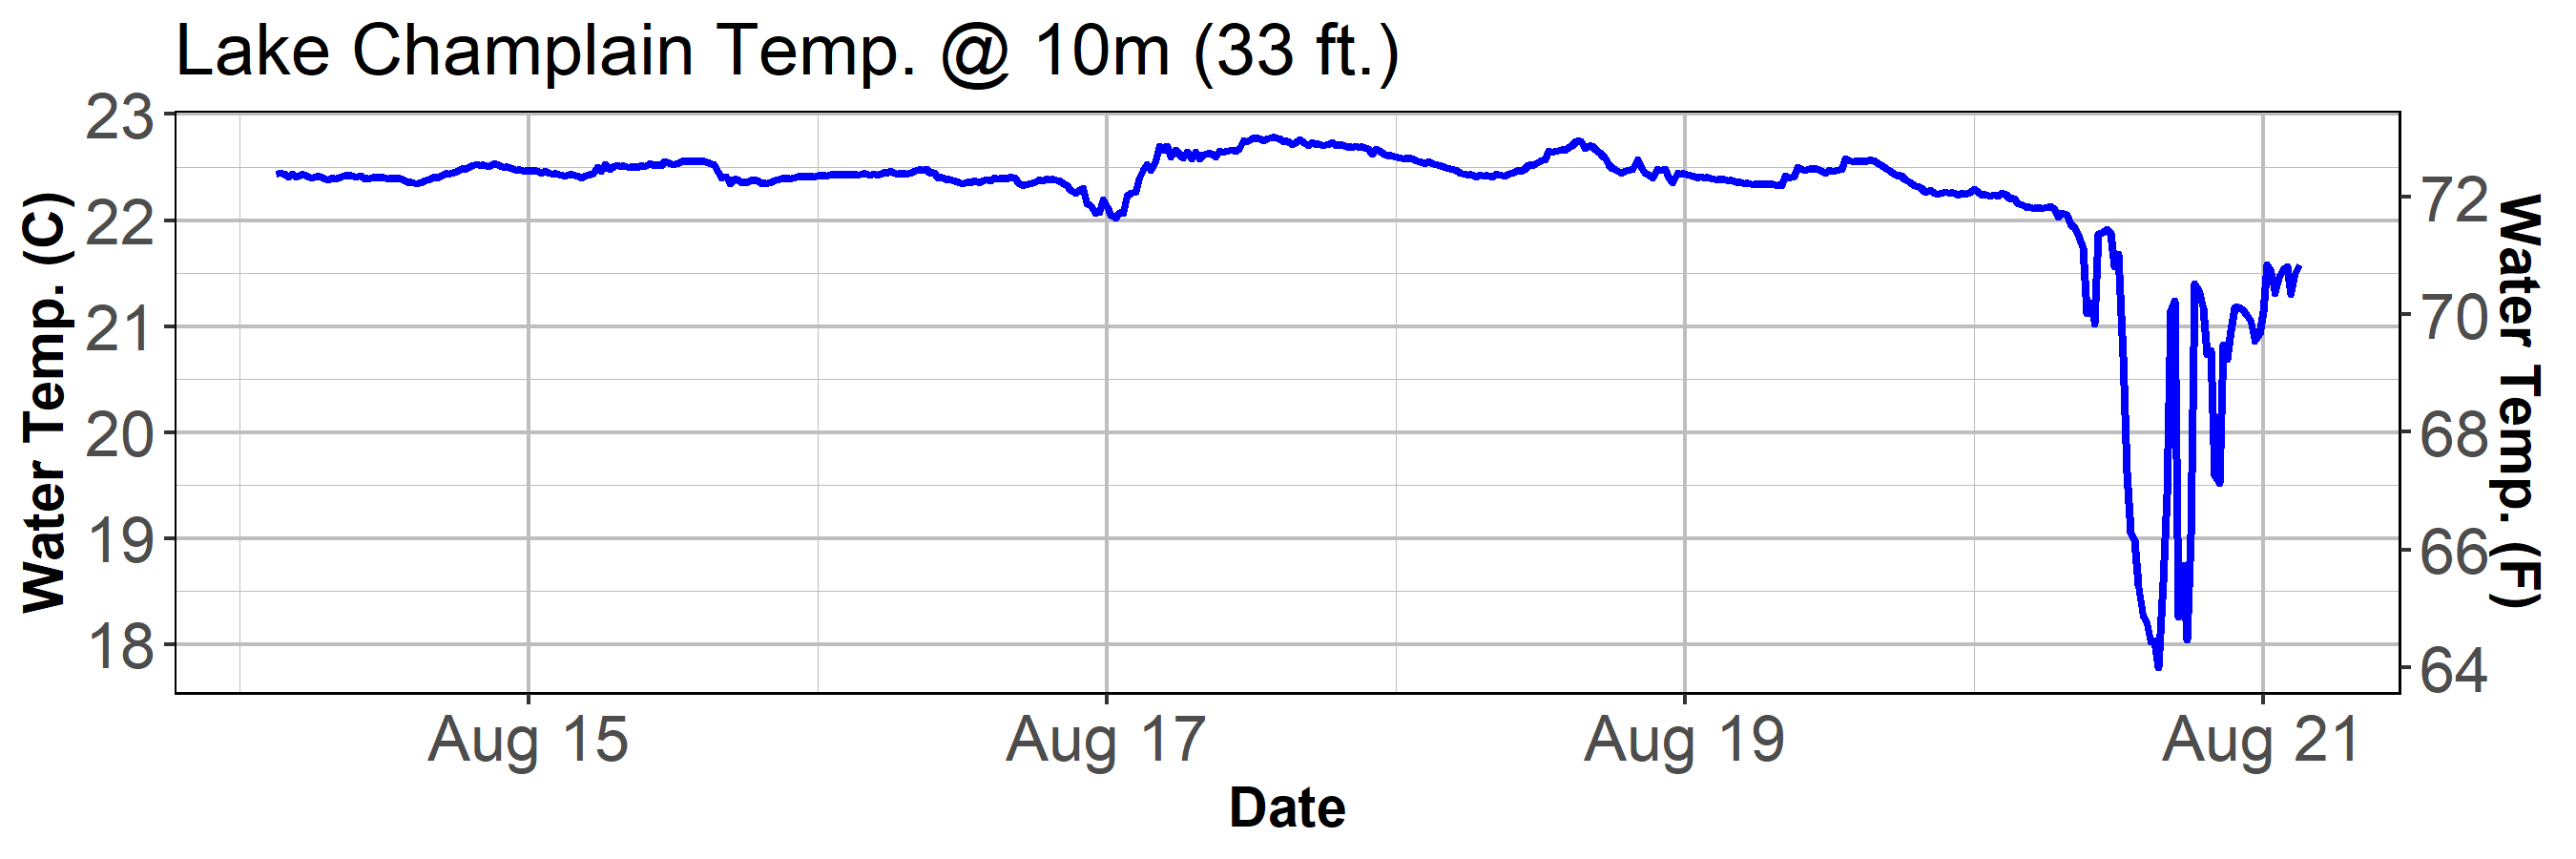 Lake Champlain Temp. @ 10m (33 ft.)
Water Temp. (C)
23
22
21
20
19
18
72
70
68
66
64
Water Temp. (F)
Aug 15 Aug 17 Aug 19 Aug 21
Date